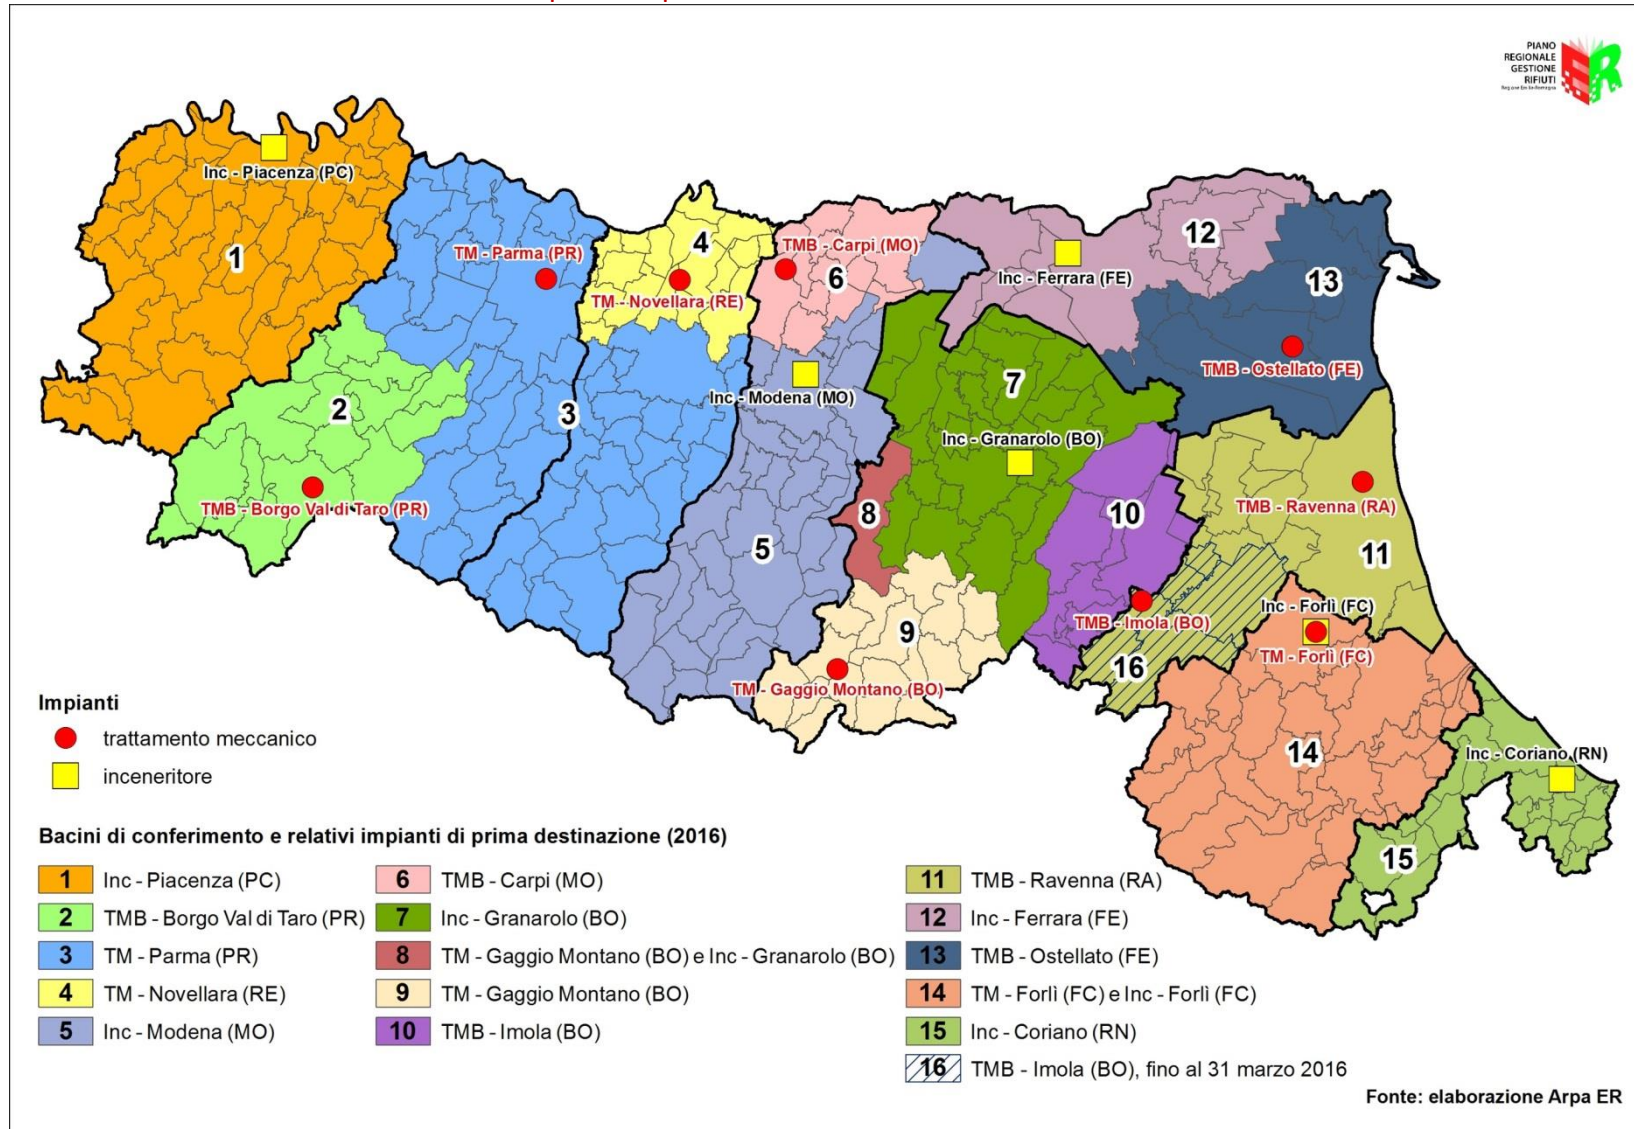 PIANO
REGIONALE
GESTIONE
RIFIUTI
Regione Emilia-Romagna
ER
Inc - Piacenza (PC)
1
TM - Parma (PR)
4
TM - Novellara (RE)
TMB - Carpi (MO)
6
12
Inc - Ferrara (FE)
13
TMB - Ostellato (FE)
2
3
Inc - Modena (MO)
7
Inc - Granarolo (BO)
TMB - Borgo Val di Taro (PR)
5
8
10
TMB - Ravenna (RA)
11
9
TMB - Imola (BO)
16
Inc - Forlì (FC)
TM - Forlì (FC)
TM - Gaggio Montano (BO)
14
Inc - Coriano (RN)
15
Impianti
trattamento meccanico
inceneritore
Bacini di conferimento e relativi impianti di prima destinazione (2016)
1 Inc - Piacenza (PC)
2 TMB - Borgo Val di Taro (PR)
3 TM - Parma (PR)
4 TM - Novellara (RE)
5 Inc - Modena (MO)
6 TMB - Carpi (MO)
7 Inc - Granarolo (BO)
8 TM - Gaggio Montano (BO) e Inc - Granarolo (BO)
9 TM - Gaggio Montano (BO)
10 TMB - Imola (BO)
11 TMB - Ravenna (RA)
12 Inc - Ferrara (FE)
13 TMB - Ostellato (FE)
14 TM - Forlì (FC) e Inc - Forlì (FC)
15 Inc - Coriano (RN)
16 TMB - Imola (BO), fino al 31 marzo 2016
Fonte: elaborazione Arpa ER